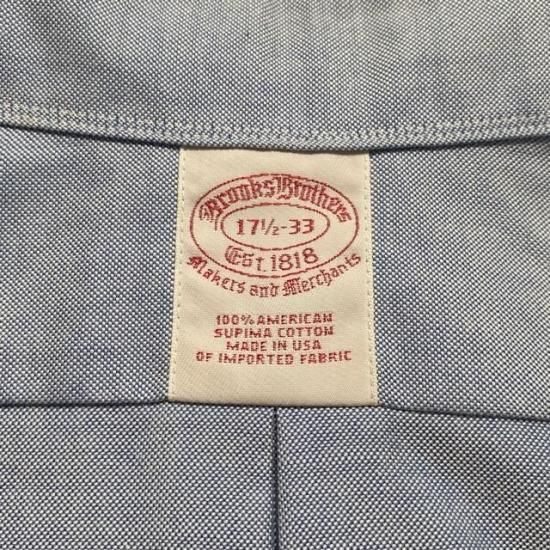 Brooks Brothers
17½-33
Est. 1818
Makers and Merchants
100% AMERICAN
SUPIMA COTTON
MADE IN USA
OF IMPORTED FABRIC